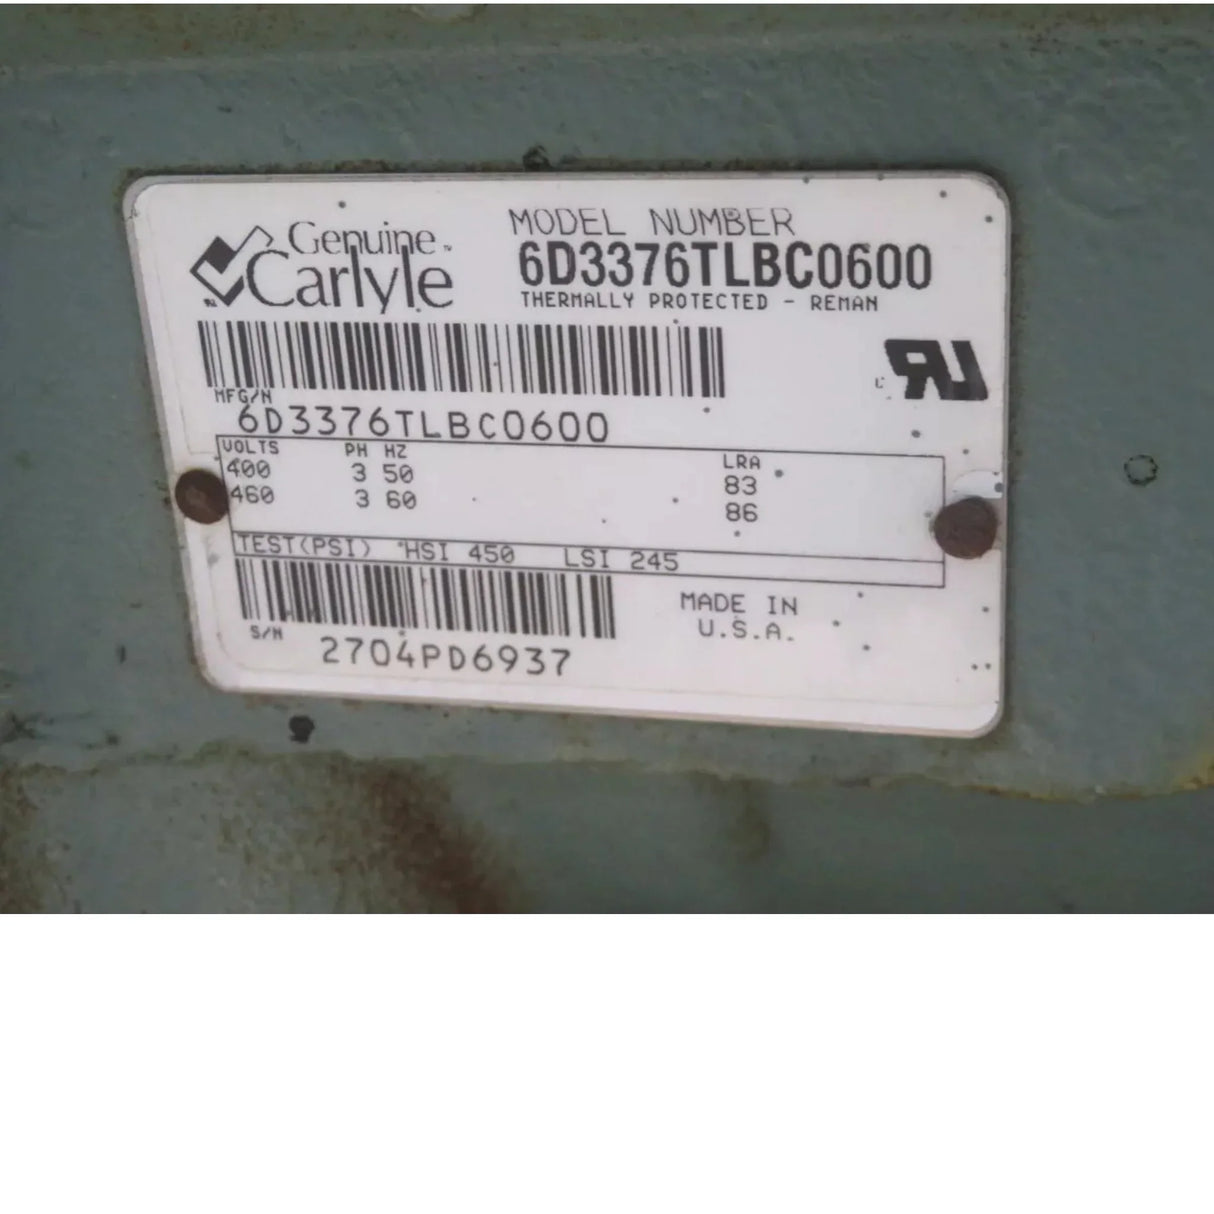 Genuine™
Carlyle
MODEL NUMBER
6D3376TLBC0600
THERMALLY PROTECTED - REMAN
MFG/N
6D3376TLBC0600
VOLTS PH HZ LRA
400 3 50 83
460 3 60 86
TEST(PSI) HSI 450 LSI 245
S/N
2704PD6937
MADE IN
U.S.A.